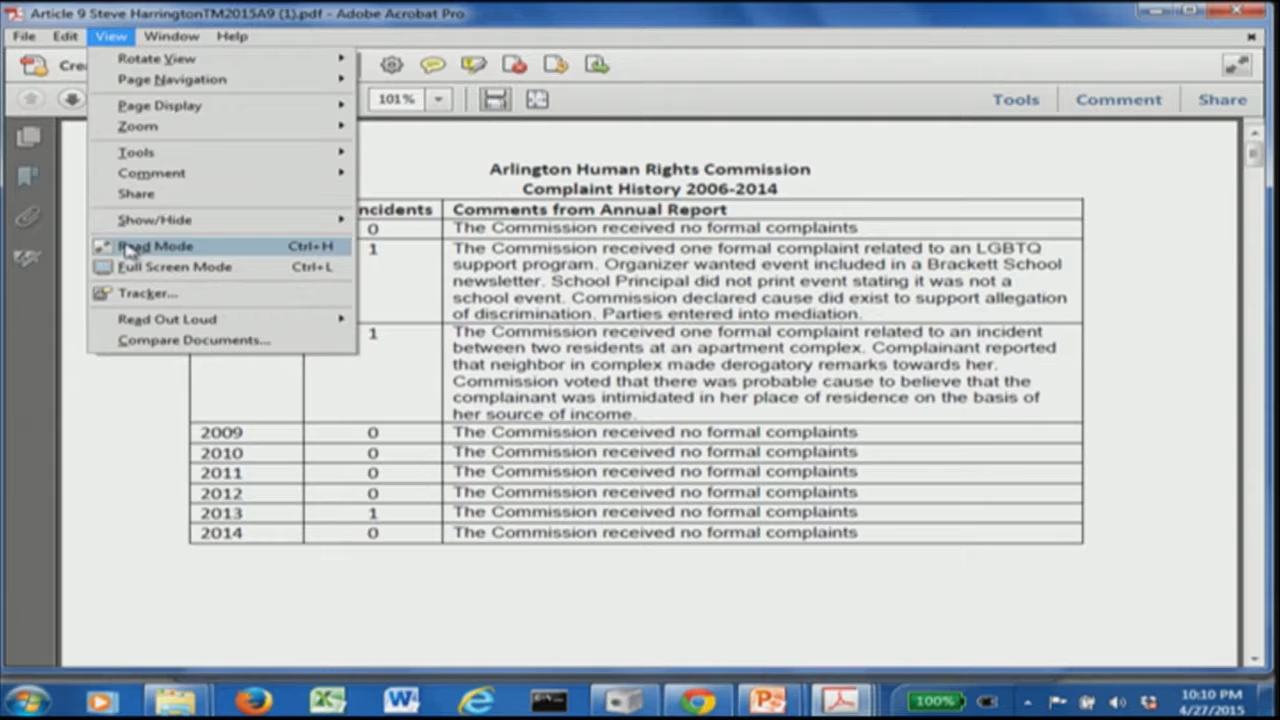 Article 9 Steve HarringtonTM2015A9 (1).pdf - Adobe Acrobat Pro
File Edit View Window Help
Cre
101%
Tools Comment Share
Rotate View
Page Navigation
Page Display
Zoom
Tools
Comment
Share
Show/Hide
Read Mode Ctrl+H
Full Screen Mode Ctrl+L
Tracker...
Read Out Loud
Compare Documents...
Arlington Human Rights Commission
Complaint History 2006-2014
ncidents Comments from Annual Report
0 The Commission received no formal complaints
1 The Commission received one formal complaint related to an LGBTQ
support program. Organizer wanted event included in a Brackett School
newsletter. School Principal did not print event stating it was not a
school event. Commission declared cause did exist to support allegation
of discrimination. Parties entered into mediation.
1 The Commission received one formal complaint related to an incident
between two residents at an apartment complex. Complainant reported
that neighbor in complex made derogatory remarks towards her.
Commission voted that there was probable cause to believe that the
complainant was intimidated in her place of residence on the basis of
her source of income.
2009 0 The Commission received no formal complaints
2010 0 The Commission received no formal complaints
2011 0 The Commission received no formal complaints
2012 0 The Commission received no formal complaints
2013 1 The Commission received no formal complaints
2014 0 The Commission received no formal complaints
100%
10:10 PM
4/27/2015